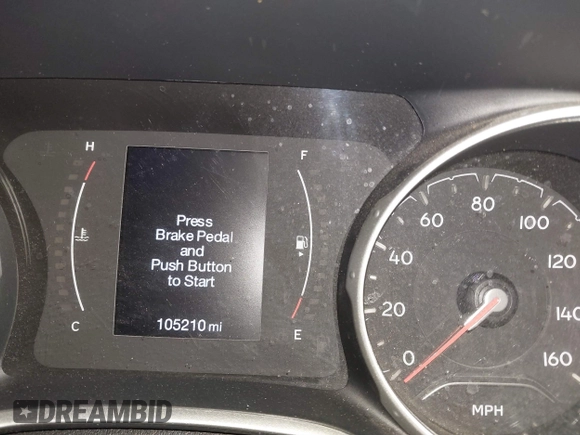 H
F
Press
Brake Pedal
and
Push Button
to Start
105210 mi
C
E
0
20
40
60
80
100
120
140
160
MPH
DREAMBID